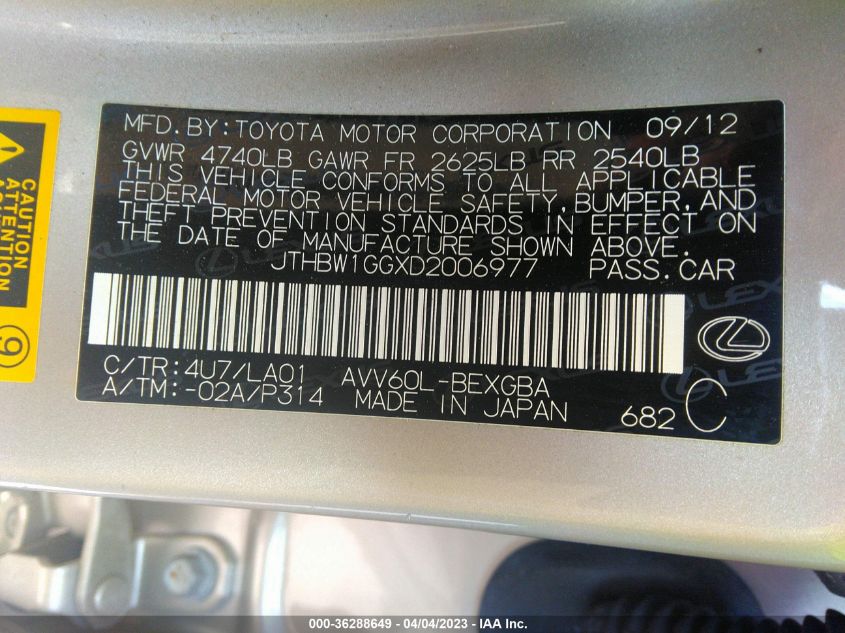 MFD.BY:TOYOTA MOTOR CORPORATION 09/12
GVWR 4740LB GAWR FR 2625LB RR 2540LB
THIS VEHICLE CONFORMS TO ALL APPLICABLE
FEDERAL MOTOR VEHICLE SAFETY, BUMPER, AND
THEFT PREVENTION STANDARDS IN EFFECT ON
THE DATE OF MANUFACTURE SHOWN ABOVE.
JTHBW1GGXD2006977 PASS.CAR
C/TR:4U7/LA01 AVV60L-BEXGBA
A/TM:-02A/P314 MADE IN JAPAN
682 C
CAUTION
ATTENTION
9
LEXUS
000-36288649 - 04/04/2023 - IAA Inc.